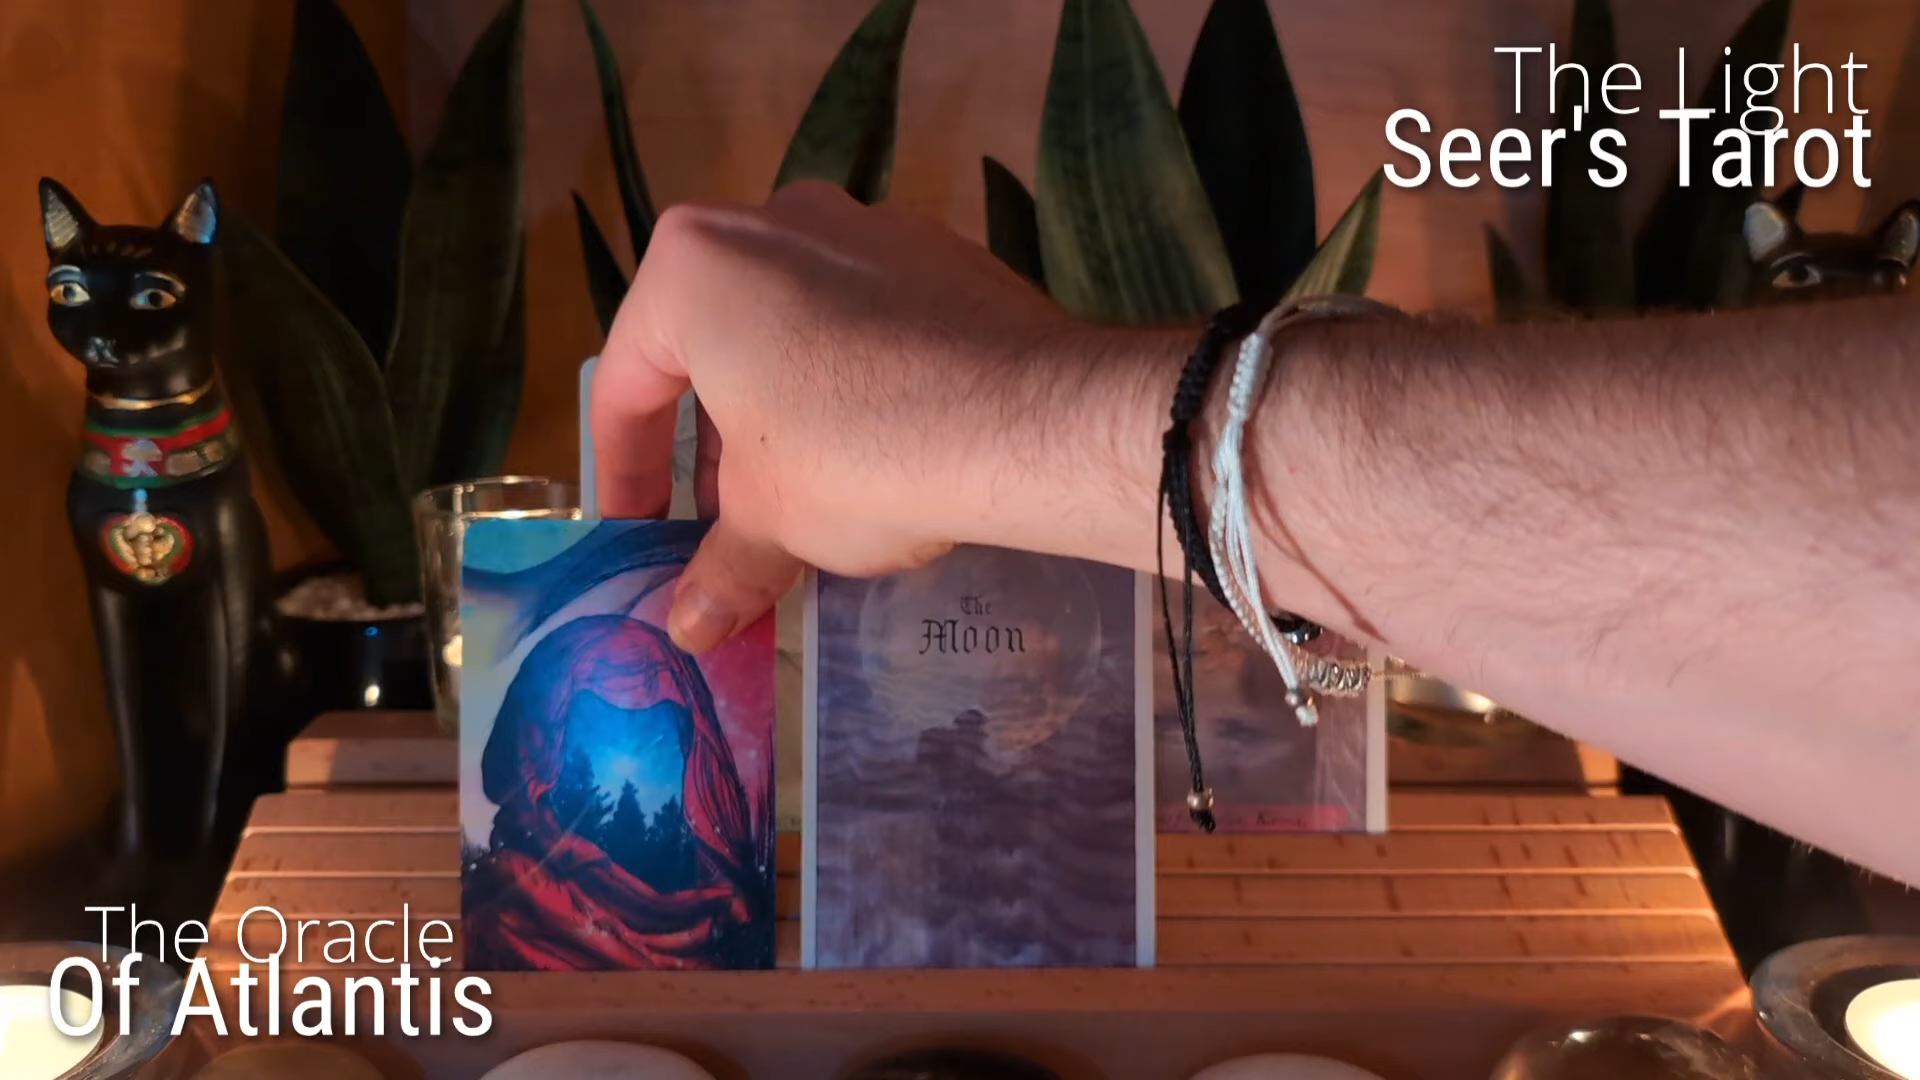 The Light
Seer's Tarot
The
Moon
The Oracle
Of Atlantis